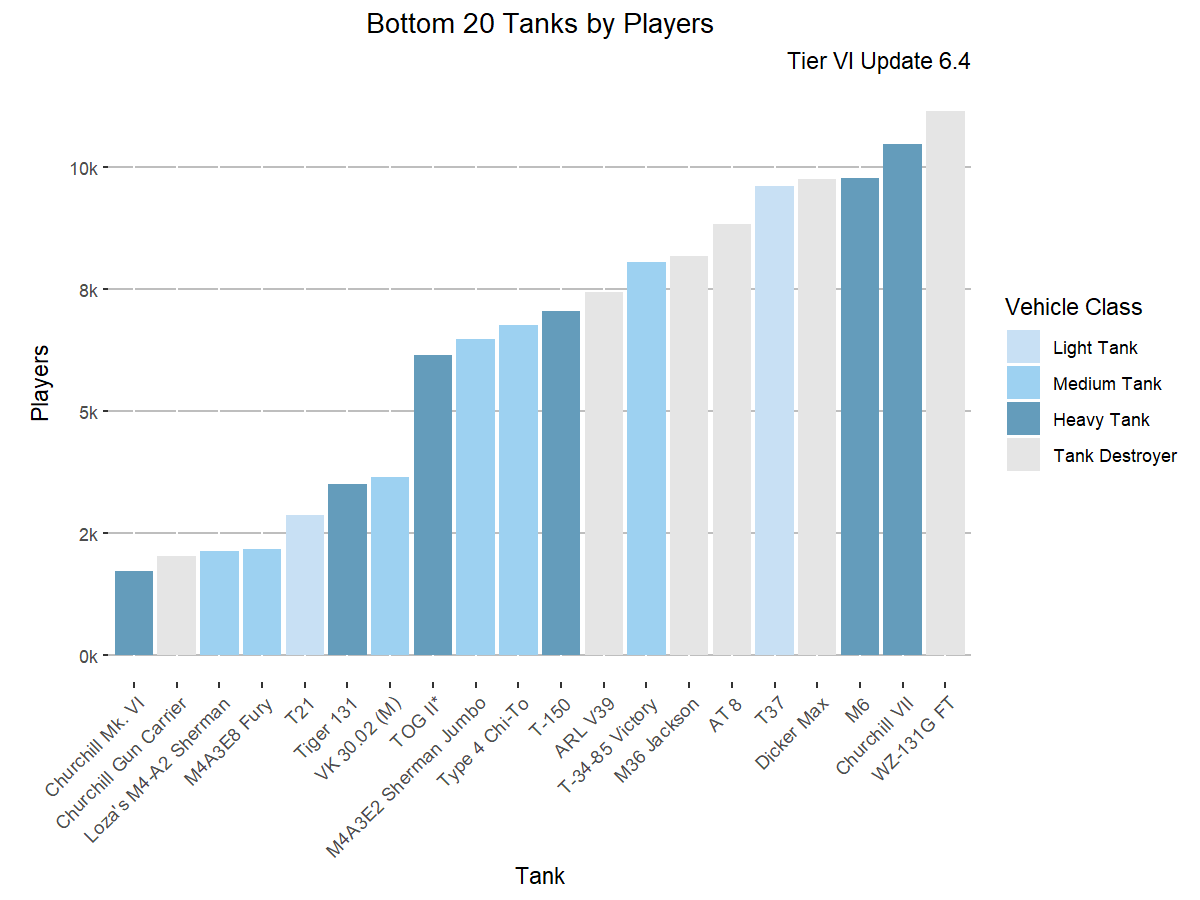 Bottom 20 Tanks by Players
Tier VI Update 6.4
Players
10k
8k
5k
2k
0k
Churchill Mk. VI
Churchill Gun Carrier
Loza's M4-A2 Sherman
M4A3E8 Fury
T21
Tiger 131
VK 30.02 (M)
TOG II*
M4A3E2 Sherman Jumbo
Type 4 Chi-To
T-150
ARL V39
T-34-85 Victory
M36 Jackson
AT 8
T37
Dicker Max
M6
Churchill VII
WZ-131G FT
Tank
Vehicle Class
Light Tank
Medium Tank
Heavy Tank
Tank Destroyer